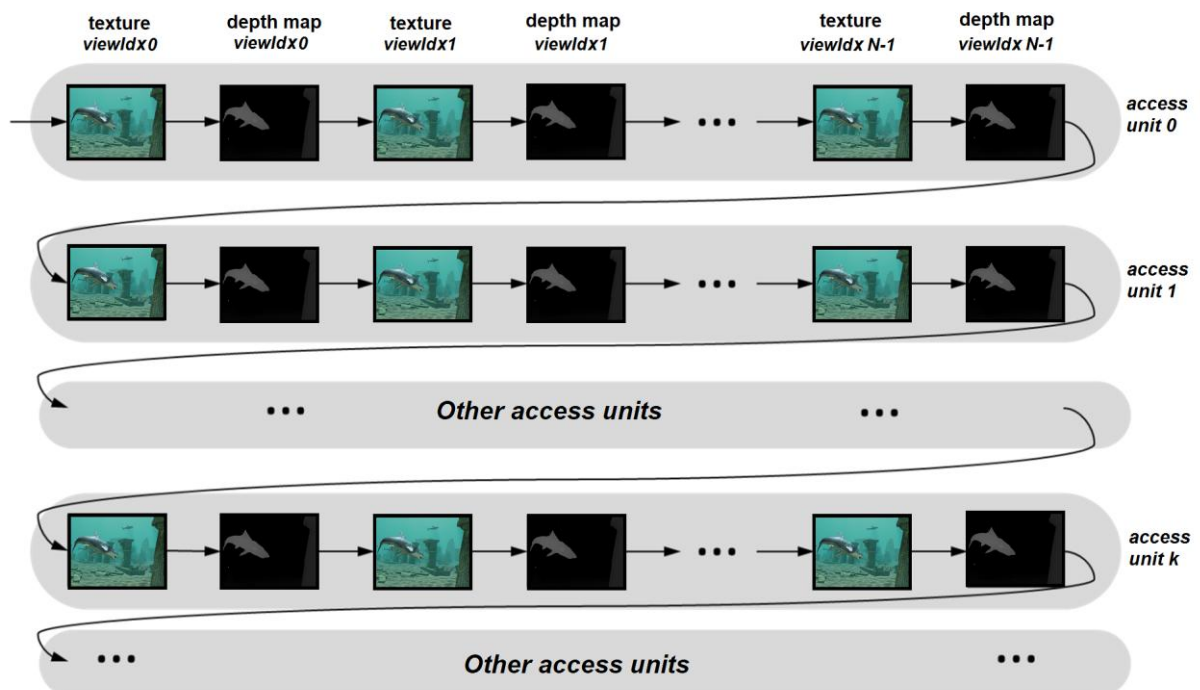 texture
viewIdx0
depth map
viewIdx0
texture
viewIdx1
depth map
viewIdx1
texture
viewIdx N-1
depth map
viewIdx N-1
access
unit 0
access
unit 1
Other access units
access
unit k
Other access units